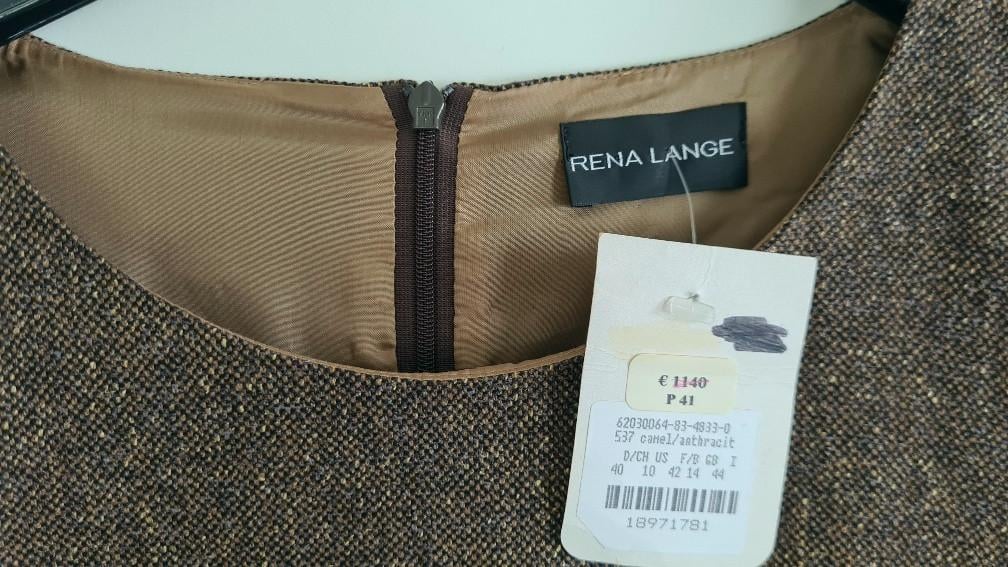 RENA LANGE
€ 1140
P 41
62030064-83-4833-0
537 camel/anthracit
D/CH US F/B GB I
40 10 42 14 44
18971781